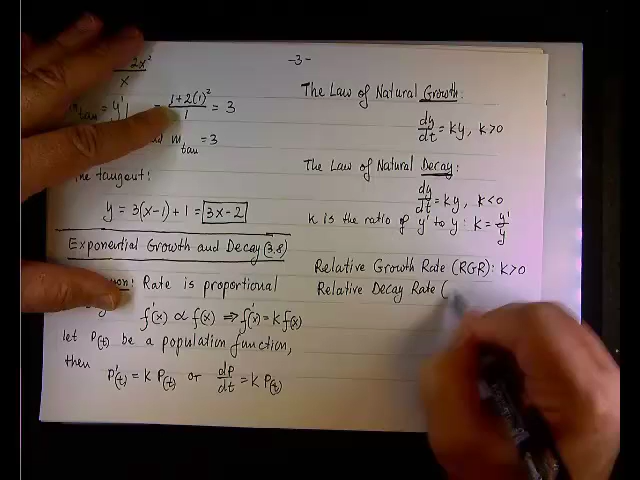 -3-
2x²
x
m_tan = y'| = 1+2(1)²/1 = 3
m_tan = 3
tangent:
y = 3(x-1)+1 = 3x-2
Exponential Growth and Decay (3.8)
Rate is proportional
f'(x) ∝ f(x) ⇒ f'(x) = k f(x)
let P(t) be a population function,
then
P'(t) = k P(t) or dP/dt = k P(t)
The Law of Natural Growth:
dy/dt = ky, k>0
The Law of Natural Decay:
dy/dt = ky, k<0
k is the ratio of y' to y: k = y'/y
Relative Growth Rate (RGR): k>0
Relative Decay Rate (